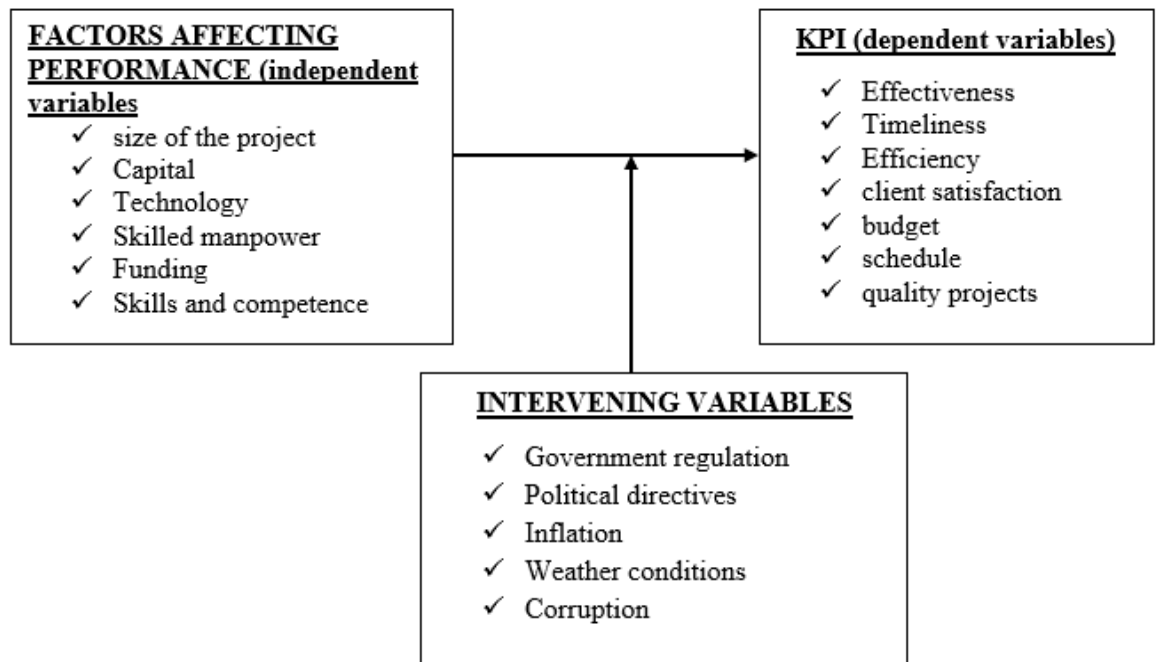 FACTORS AFFECTING
PERFORMANCE (independent
variables
✓ size of the project
✓ Capital
✓ Technology
✓ Skilled manpower
✓ Funding
✓ Skills and competence
KPI (dependent variables)
✓ Effectiveness
✓ Timeliness
✓ Efficiency
✓ client satisfaction
✓ budget
✓ schedule
✓ quality projects
INTERVENING VARIABLES
✓ Government regulation
✓ Political directives
✓ Inflation
✓ Weather conditions
✓ Corruption